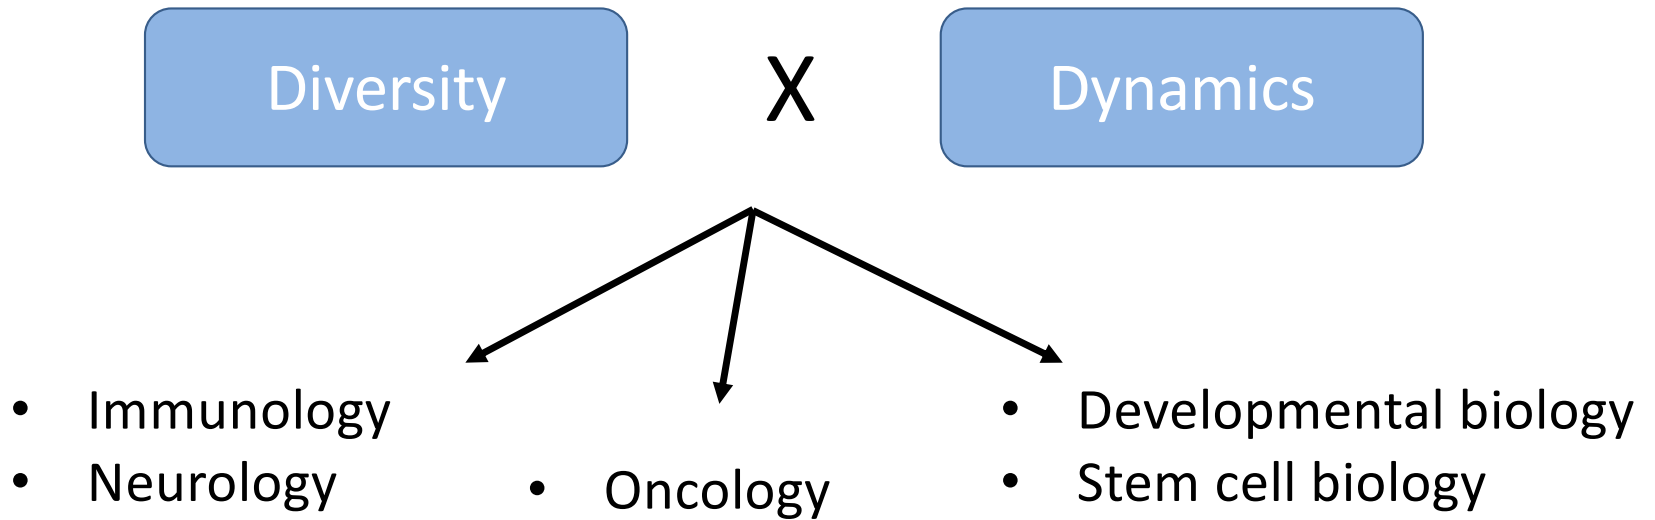 Diversity X Dynamics
• Immunology
• Neurology
• Oncology
• Developmental biology
• Stem cell biology